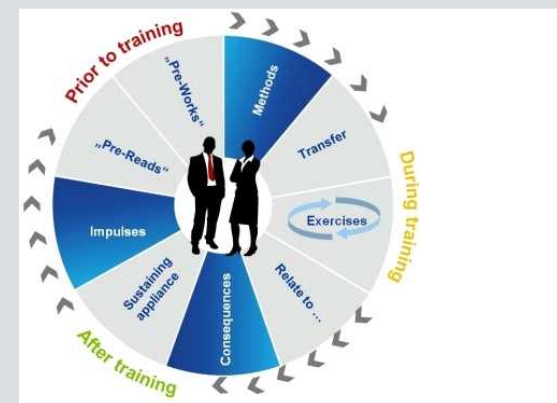 Prior to training
„Pre-Works“
Methods
„Pre-Reads“
Transfer
During training
Exercises
Impulses
Relate to ...
Sustaining
appliance
Consequences
After training